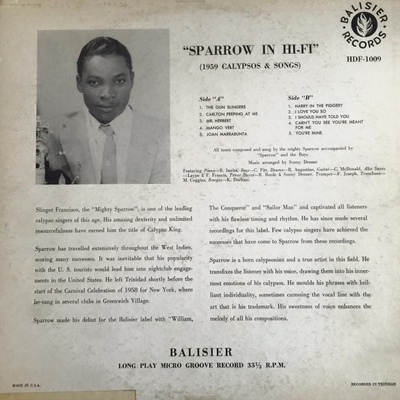 BALISIER
RECORDS
HDF-1009
"SPARROW IN HI-FI"
(1959 CALYPSOS & SONGS)
Side "A"
1. THE GUN SLINGERS
2. CARLTON PEEPING AT ME
3. MR. HERBERT
4. MANGO VERT
5. JOAN MARRABUNTA
Side "B"
1. HARRY IN THE PIGGERY
2. I LOVE YOU SO
3. I SHOULD HAVE TOLD YOU
4. CAN'T YOU SEE YOU'RE MEANT
FOR ME
5. YOU'RE MINE
All tunes composed and sung by the mighty Sparrow accompanied by
"Sparrow" and the Boys
Music arranged by Sonny Denner
Slinger Francisco, the "Mighty Sparrow", is one of the leading
calypso singers of this age. His amazing dexterity and unlimited
resourcefulness have earned him the title of Calypso King.
Sparrow has travelled extensively throughout the West Indies,
scoring many successes. It was inevitable that his popularity
with the U. S. tourists would lead him into nightclub engage-
ments in the United States. He left Trinidad shortly before the
start of the Carnival Celebration of 1958 for New York, where
he sang in several clubs in Greenwich Village.
Sparrow made his debut for the Balisier label with "William,
The Conqueror" and "Sailor Man" and captivated all listeners
with his flawless timing and rhythm. He has since made several
recordings for this label. Few calypso singers have achieved the
successes that have come to Sparrow from these recordings.
Sparrow is a born calypsonian and a true artist in this field. He
transfixes the listener with his voice, drawing them into his inner-
most emotions of his calypsos. He moulds his phrases with bril-
liant individuality, sometimes caressing the vocal line with the
art that is his trademark. His sweetness of voice enhances the
melody of all his compositions.
BALISIER
LONG PLAY MICRO GROOVE RECORD 33⅓ R.P.M.
MADE IN U.S.A.
RECORDED IN TRINIDAD